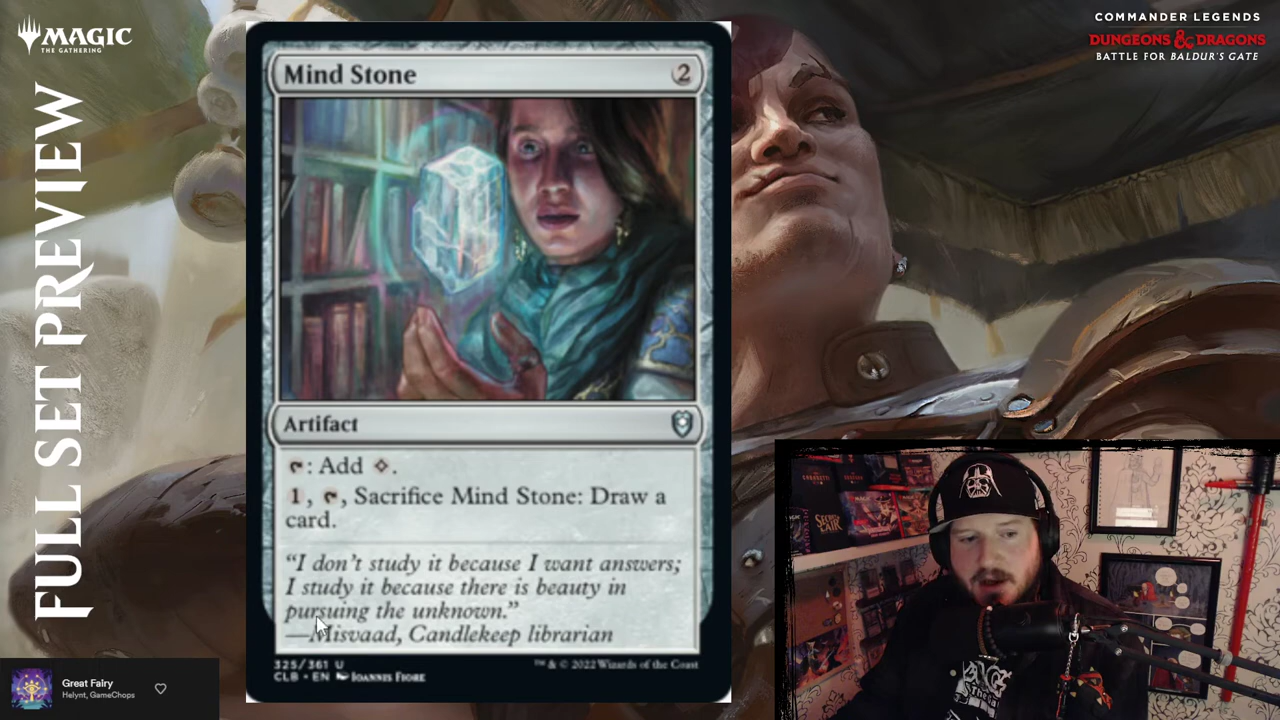 MAGIC
THE GATHERING
FULL SET PREVIEW
COMMANDER LEGENDS
DUNGEONS & DRAGONS
BATTLE FOR BALDUR'S GATE
Mind Stone
2
Artifact
: Add .
1, , Sacrifice Mind Stone: Draw a
card.
"I don't study it because I want answers;
I study it because there is beauty in
pursuing the unknown."
—Misvaad, Candlekeep librarian
325/361 U
CLB • EN IOANNIS FIORE
™ & © 2022 Wizards of the Coast
Great Fairy
Helynt, GameChops
SECRET
LAIR